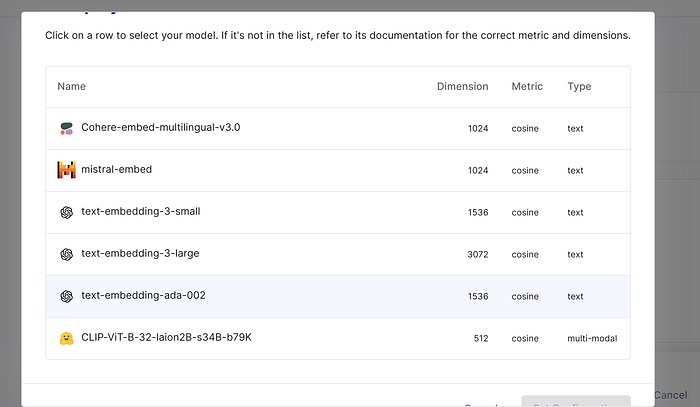 Click on a row to select your model. If it's not in the list, refer to its documentation for the correct metric and dimensions.
Name Dimension Metric Type
Cohere-embed-multilingual-v3.0 1024 cosine text
mistral-embed 1024 cosine text
text-embedding-3-small 1536 cosine text
text-embedding-3-large 3072 cosine text
text-embedding-ada-002 1536 cosine text
CLIP-ViT-B-32-laion2B-s34B-b79K 512 cosine multi-modal
Cancel